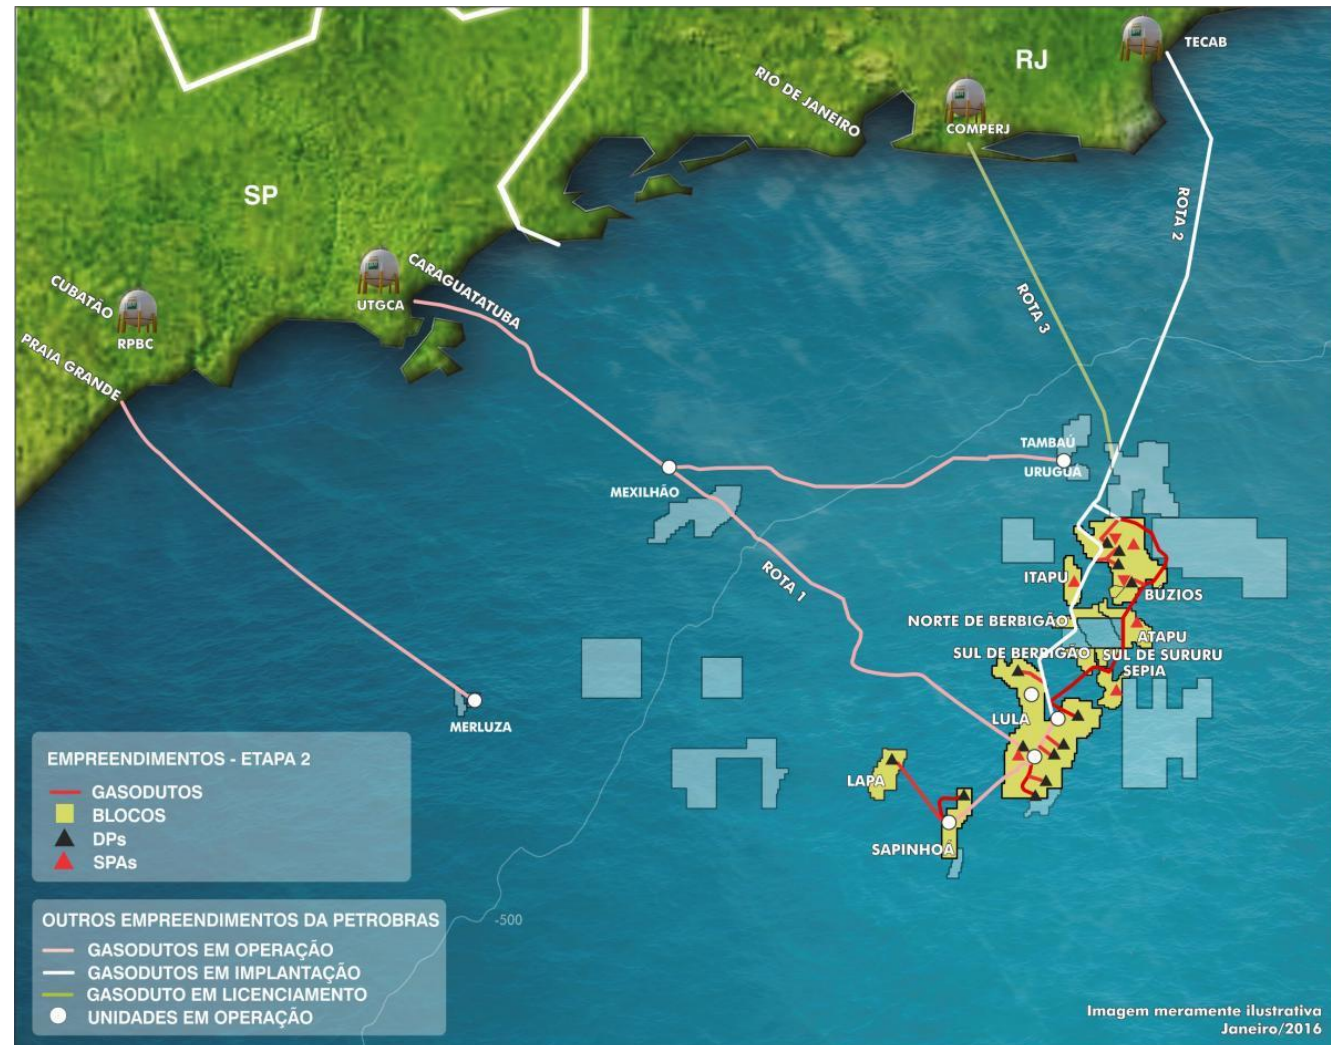 TECAB
RJ
RIO DE JANEIRO
COMPERJ
SP
ROTA 2
CARAGUATATUBA
UTGCA
CUBATÃO
RPBC
ROTA 3
PRAIA GRANDE
TAMBAÚ
URUGUÁ
MEXILHÃO
ROTA 1
ITAPU
BÚZIOS
NORTE DE BERBIGÃO
ATAPU
SUL DE BERBIGÃO
SUL DE SURURU
SEPIA
LULA
MERLUZA
LAPA
SAPINHOÁ
EMPREENDIMENTOS - ETAPA 2
GASODUTOS
BLOCOS
DPs
SPAs
-500
OUTROS EMPREENDIMENTOS DA PETROBRAS
GASODUTOS EM OPERAÇÃO
GASODUTOS EM IMPLANTAÇÃO
GASODUTO EM LICENCIAMENTO
UNIDADES EM OPERAÇÃO
Imagem meramente ilustrativa
Janeiro/2016